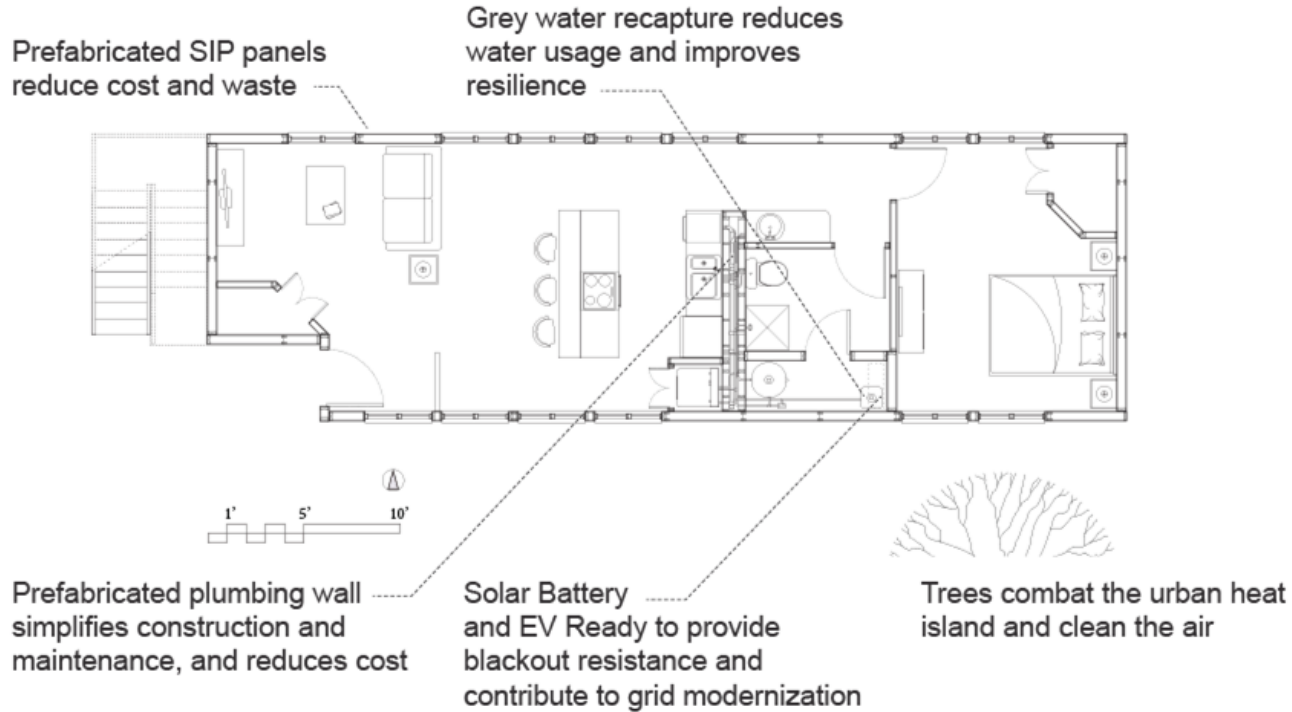 Grey water recapture reduces
water usage and improves
resilience
Prefabricated SIP panels
reduce cost and waste
1'
5'
10'
Prefabricated plumbing wall
simplifies construction and
maintenance, and reduces cost
Solar Battery
and EV Ready to provide
blackout resistance and
contribute to grid modernization
Trees combat the urban heat
island and clean the air